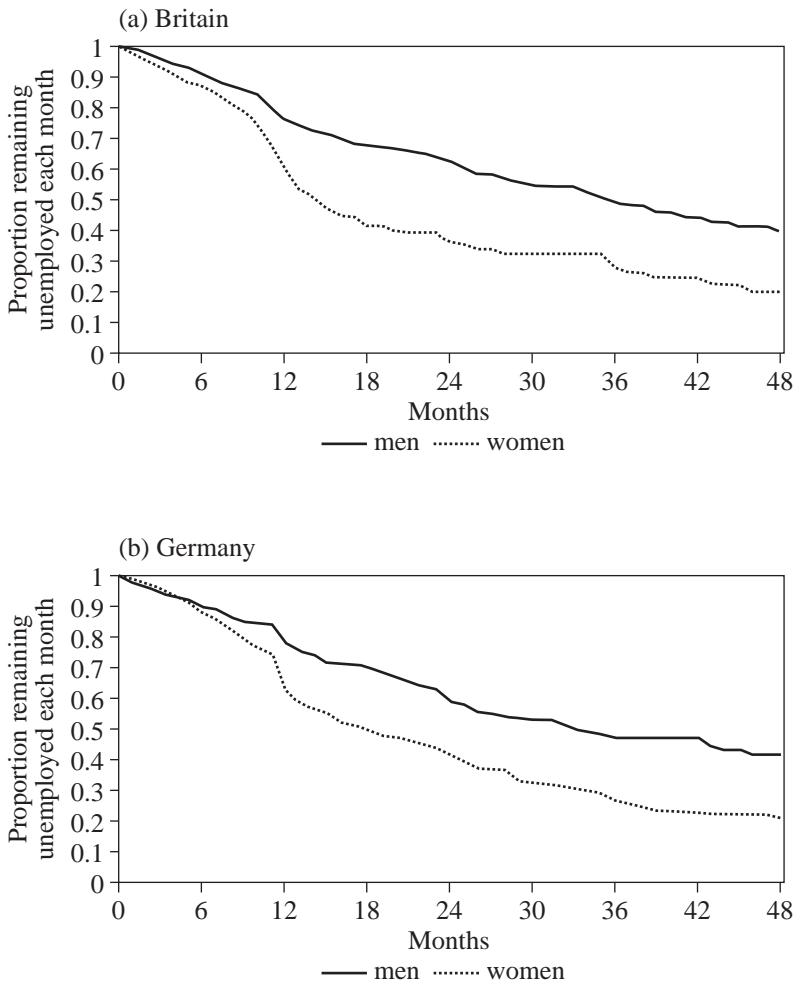 (a) Britain
Proportion remaining
unemployed each month
1
0.9
0.8
0.7
0.6
0.5
0.4
0.3
0.2
0.1
0
0 6 12 18 24 30 36 42 48
Months
men women
(b) Germany
Proportion remaining
unemployed each month
1
0.9
0.8
0.7
0.6
0.5
0.4
0.3
0.2
0.1
0
0 6 12 18 24 30 36 42 48
Months
men women